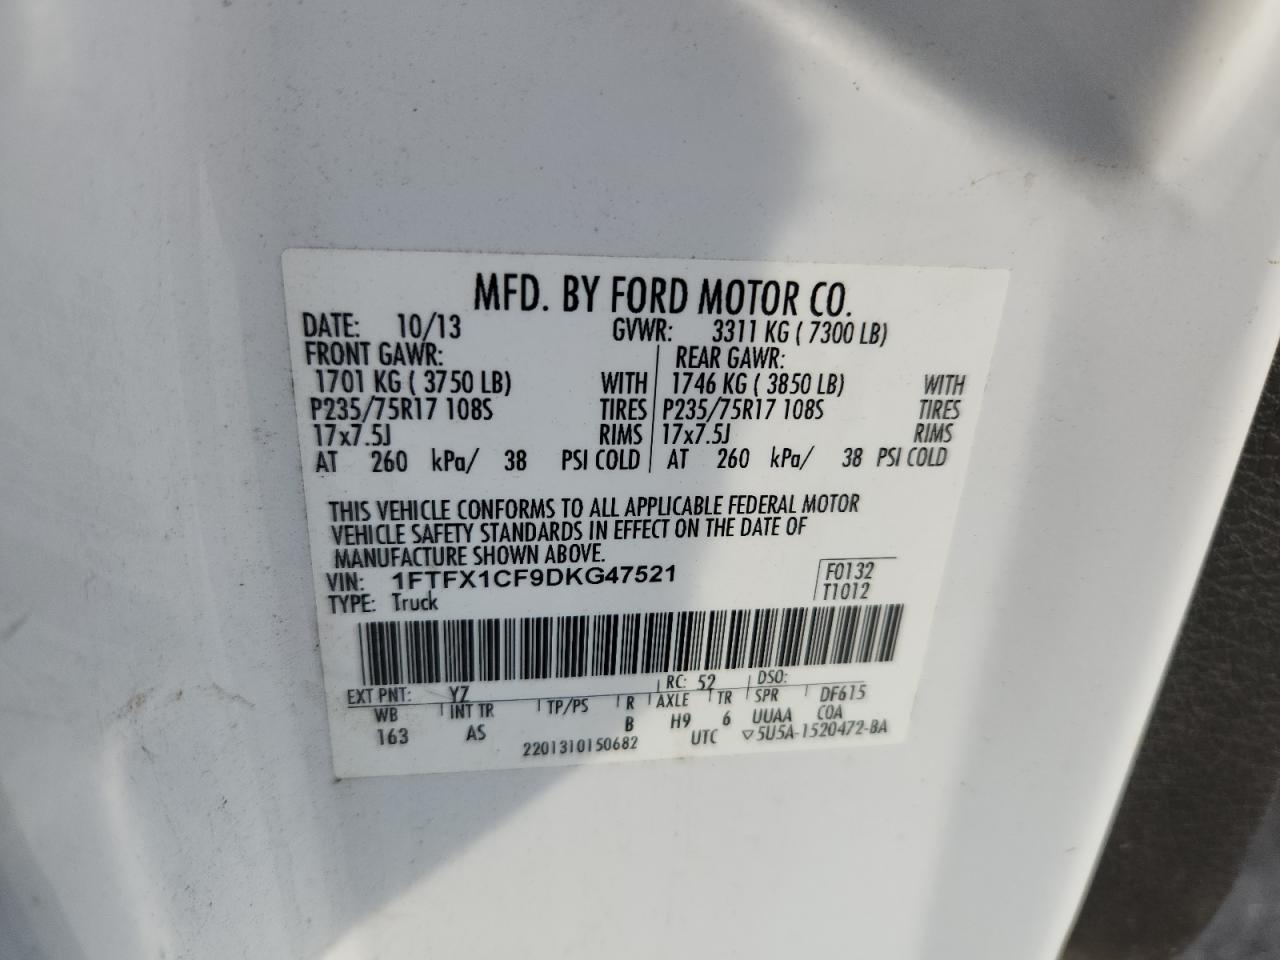 MFD. BY FORD MOTOR CO.
DATE: 10/13 GVWR: 3311 KG ( 7300 LB)
FRONT GAWR: REAR GAWR:
1701 KG ( 3750 LB) WITH 1746 KG ( 3850 LB) WITH
P235/75R17 108S TIRES P235/75R17 108S TIRES
17x7.5J RIMS 17x7.5J RIMS
AT 260 kPa/ 38 PSI COLD AT 260 kPa/ 38 PSI COLD
THIS VEHICLE CONFORMS TO ALL APPLICABLE FEDERAL MOTOR
VEHICLE SAFETY STANDARDS IN EFFECT ON THE DATE OF
MANUFACTURE SHOWN ABOVE.
VIN: 1FTFX1CF9DKG47521 F0132
TYPE: Truck T1012
EXT PNT: YZ RC: 52 DSO:
WB INT TR TP/PS R AXLE TR SPR DF615
163 AS B H9 6 UUAA COA
2201310150682 UTC ▽5U5A-1520472-BA